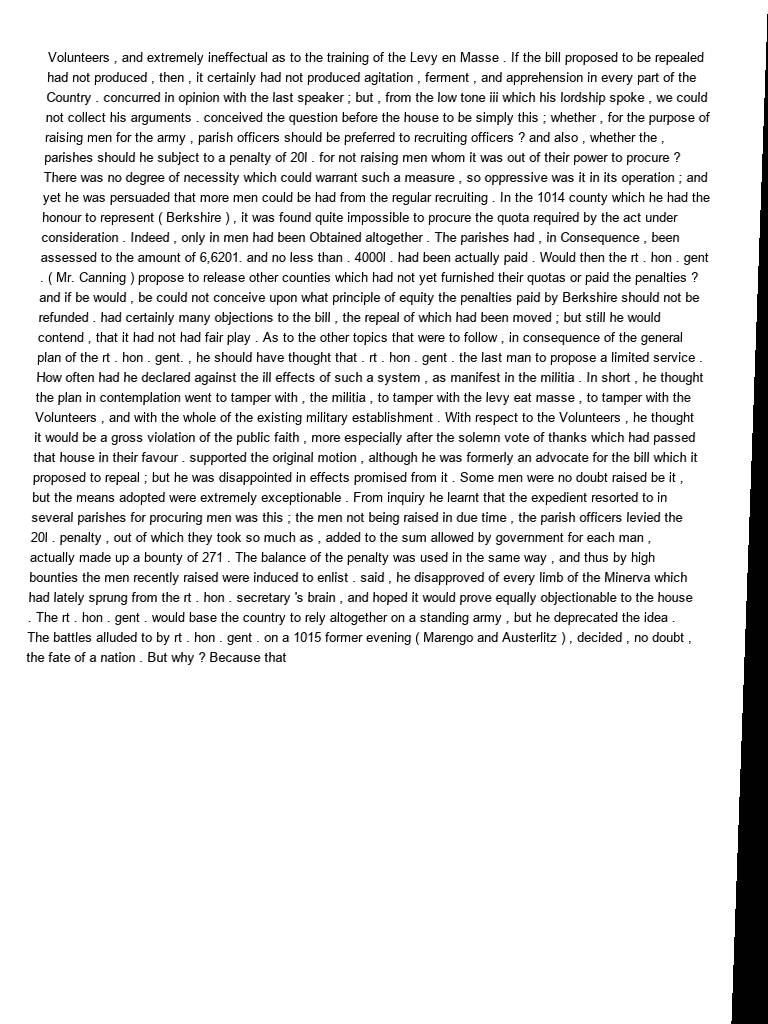 Volunteers , and extremely ineffectual as to the training of the Levy en Masse . If the bill proposed to be repealed
had not produced , then , it certainly had not produced agitation , ferment , and apprehension in every part of the
Country . concurred in opinion with the last speaker ; but , from the low tone iii which his lordship spoke , we could
not collect his arguments . conceived the question before the house to be simply this ; whether , for the purpose of
raising men for the army , parish officers should be preferred to recruiting officers ? and also , whether the ,
parishes should he subject to a penalty of 20l . for not raising men whom it was out of their power to procure ?
There was no degree of necessity which could warrant such a measure , so oppressive was it in its operation ; and
yet he was persuaded that more men could be had from the regular recruiting . In the 1014 county which he had the
honour to represent ( Berkshire ) , it was found quite impossible to procure the quota required by the act under
consideration . Indeed , only in men had been Obtained altogether . The parishes had , in Consequence , been
assessed to the amount of 6,6201. and no less than . 4000l . had been actually paid . Would then the rt . hon . gent
. ( Mr. Canning ) propose to release other counties which had not yet furnished their quotas or paid the penalties ?
and if be would , be could not conceive upon what principle of equity the penalties paid by Berkshire should not be
refunded . had certainly many objections to the bill , the repeal of which had been moved ; but still he would
contend , that it had not had fair play . As to the other topics that were to follow , in consequence of the general
plan of the rt . hon . gent. , he should have thought that . rt . hon . gent . the last man to propose a limited service .
How often had he declared against the ill effects of such a system , as manifest in the militia . In short , he thought
the plan in contemplation went to tamper with , the militia , to tamper with the levy eat masse , to tamper with the
Volunteers , and with the whole of the existing military establishment . With respect to the Volunteers , he thought
it would be a gross violation of the public faith , more especially after the solemn vote of thanks which had passed
that house in their favour . supported the original motion , although he was formerly an advocate for the bill which it
proposed to repeal ; but he was disappointed in effects promised from it . Some men were no doubt raised be it ,
but the means adopted were extremely exceptionable . From inquiry he learnt that the expedient resorted to in
several parishes for procuring men was this ; the men not being raised in due time , the parish officers levied the
20l . penalty , out of which they took so much as , added to the sum allowed by government for each man ,
actually made up a bounty of 271 . The balance of the penalty was used in the same way , and thus by high
bounties the men recently raised were induced to enlist . said , he disapproved of every limb of the Minerva which
had lately sprung from the rt . hon . secretary 's brain , and hoped it would prove equally objectionable to the house
. The rt . hon . gent . would base the country to rely altogether on a standing army , but he deprecated the idea .
The battles alluded to by rt . hon . gent . on a 1015 former evening ( Marengo and Austerlitz ) , decided , no doubt ,
the fate of a nation . But why ? Because that